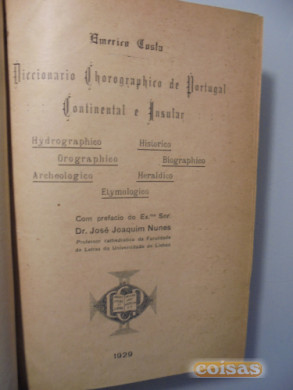 Emerico Costa
Diccionario Chorographico de Portugal
Continental e Insular
Hydrographico Historico
Orographico Biographico
Archeologico Heraldico
Etymologico
Com prefacio do Ex.mo Snr.
Dr. José Joaquim Nunes
Professor cathedratico da Faculdade
de Letras da Universidade de Lisboa
1929
coisas